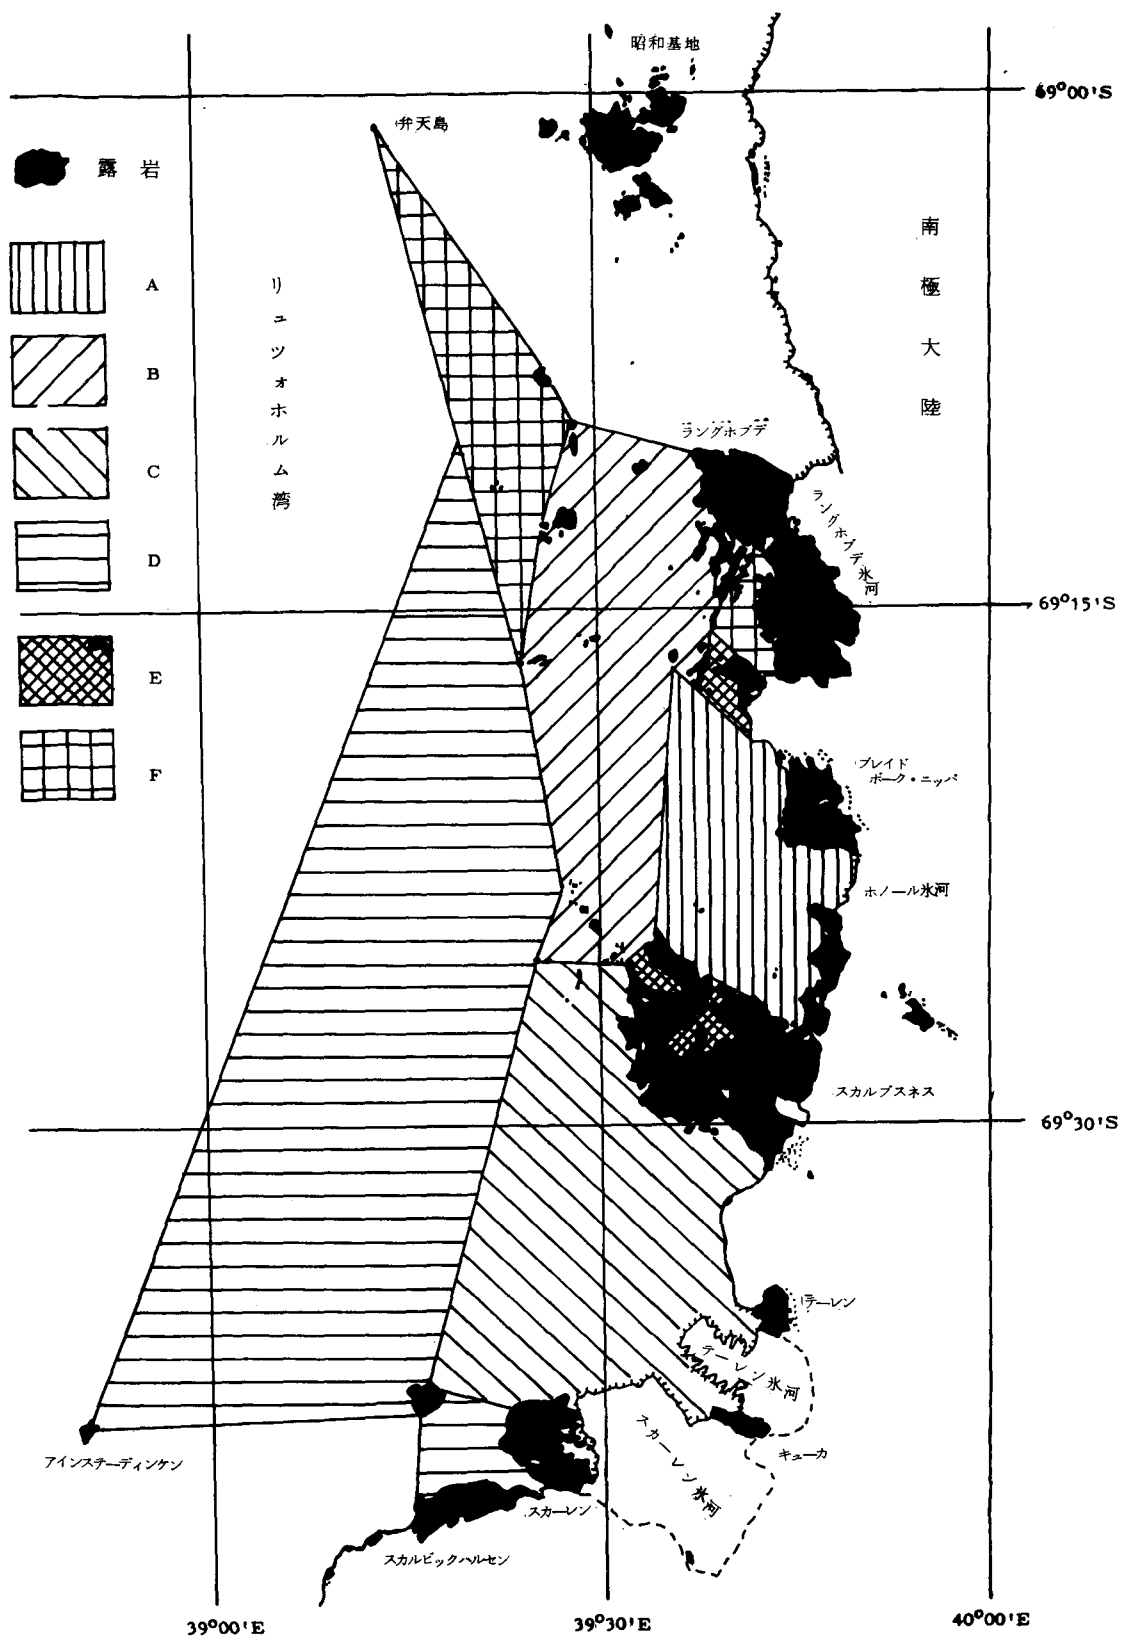 昭和基地
69°00'S
弁天島
露岩
南極大陸
A
リュツォホルム湾
B
ラングホブデ
C
ラングホブデ氷河
D
69°15'S
E
ブレイド
ボーク・ニッパ
F
ホノール氷河
スカルブスネス
69°30'S
テーレン
テーレン氷河
スカーレン氷河
キューカ
アインステーディンケン
スカーレン
スカルビックハルセン
39°00'E
39°30'E
40°00'E